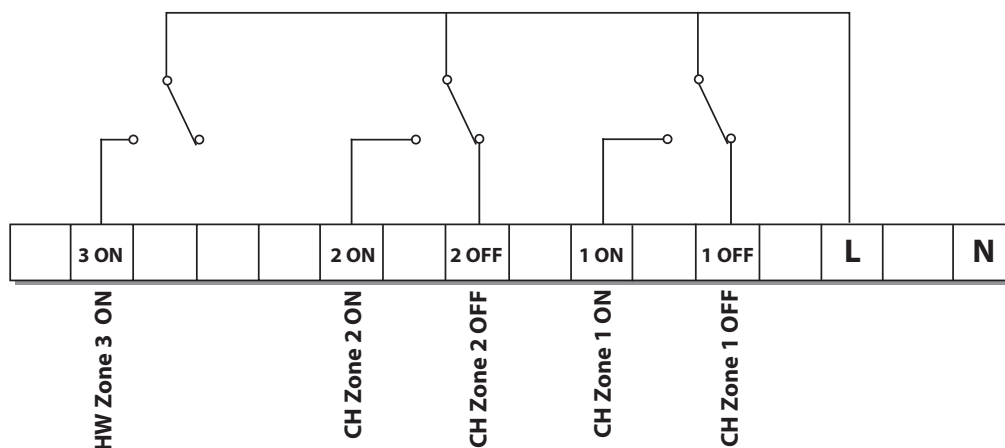 3 ON
2 ON
2 OFF
1 ON
1 OFF
L
N
HW Zone 3 ON
CH Zone 2 ON
CH Zone 2 OFF
CH Zone 1 ON
CH Zone 1 OFF